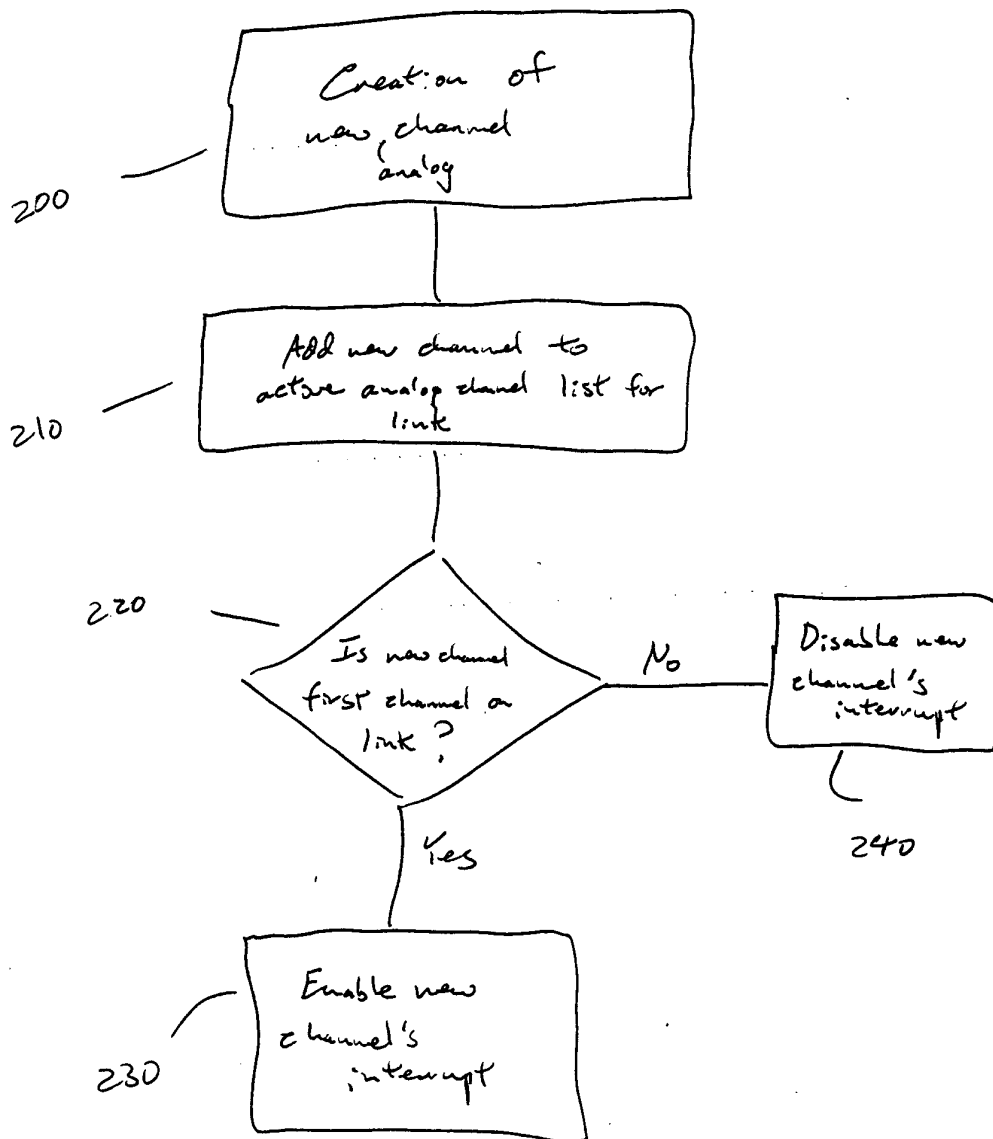 Creation of
new channel
analog
200
Add new channel to
active analog channel list for
link
210
220
Is new channel
first channel on
link?
No
Disable new
channel's
interrupt
240
Yes
Enable new
channel's
interrupt
230